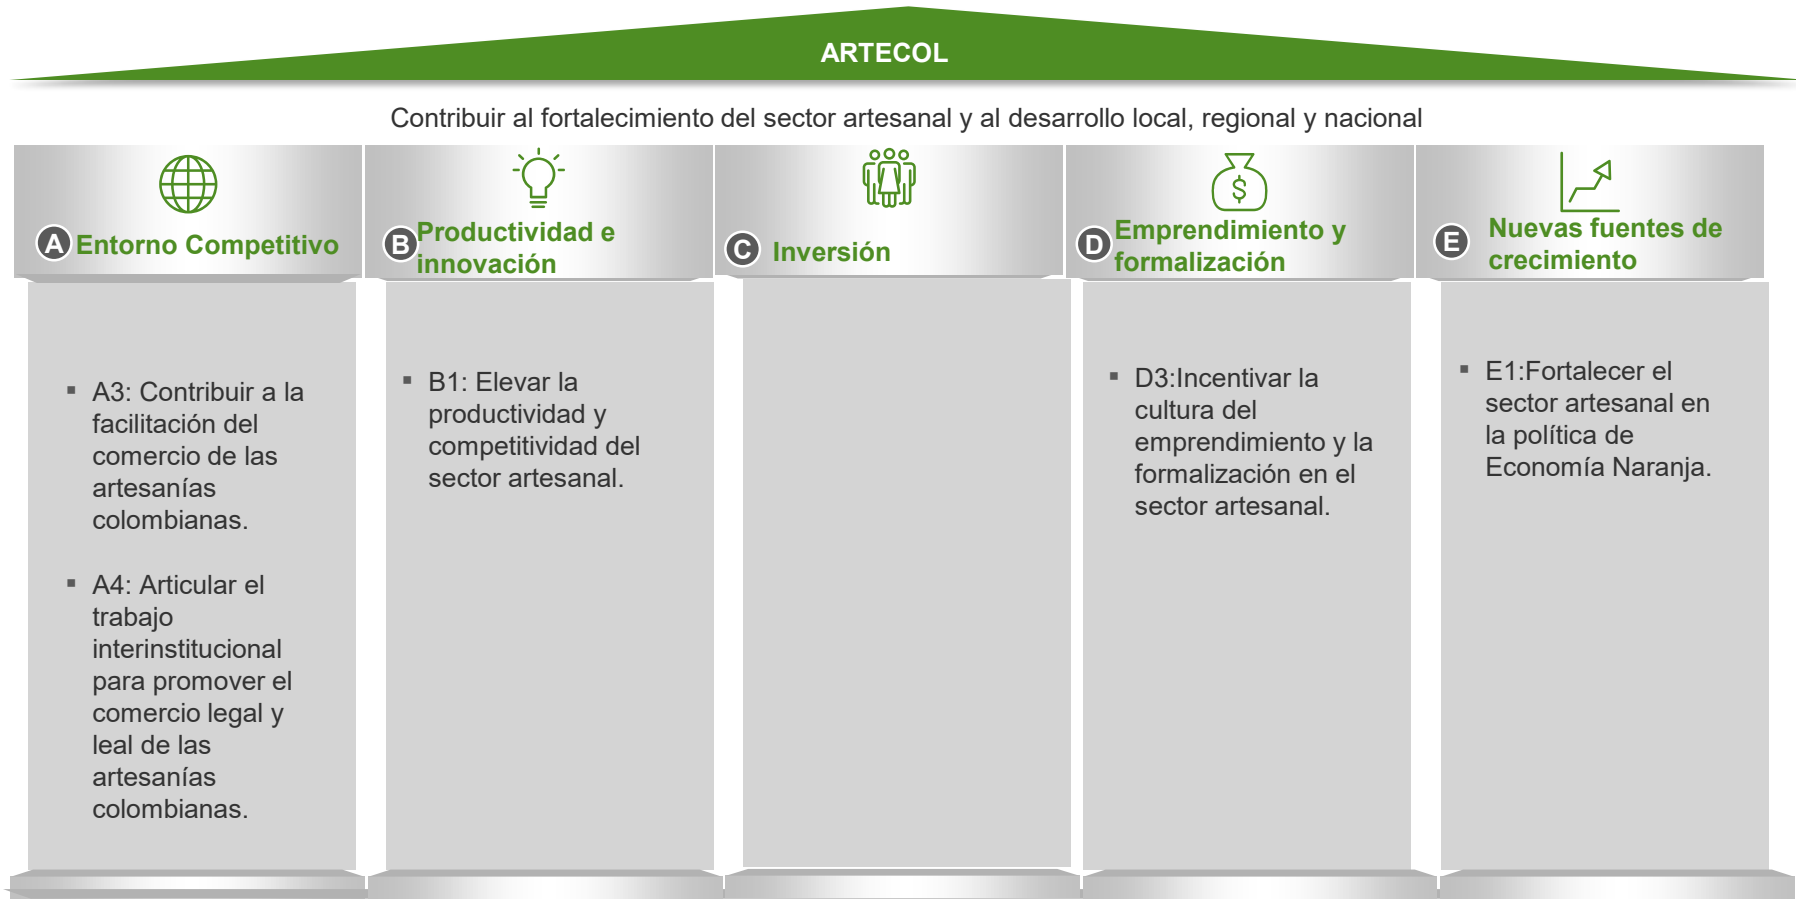 ARTECOL
Contribuir al fortalecimiento del sector artesanal y al desarrollo local, regional y nacional
A Entorno Competitivo
B Productividad e
innovación
C Inversión
D Emprendimiento y
formalización
E Nuevas fuentes de
crecimiento
▪ A3: Contribuir a la
facilitación del
comercio de las
artesanías
colombianas.
▪ A4: Articular el
trabajo
interinstitucional
para promover el
comercio legal y
leal de las
artesanías
colombianas.
▪ B1: Elevar la
productividad y
competitividad del
sector artesanal.
▪ D3:Incentivar la
cultura del
emprendimiento y la
formalización en el
sector artesanal.
▪ E1:Fortalecer el
sector artesanal en
la política de
Economía Naranja.